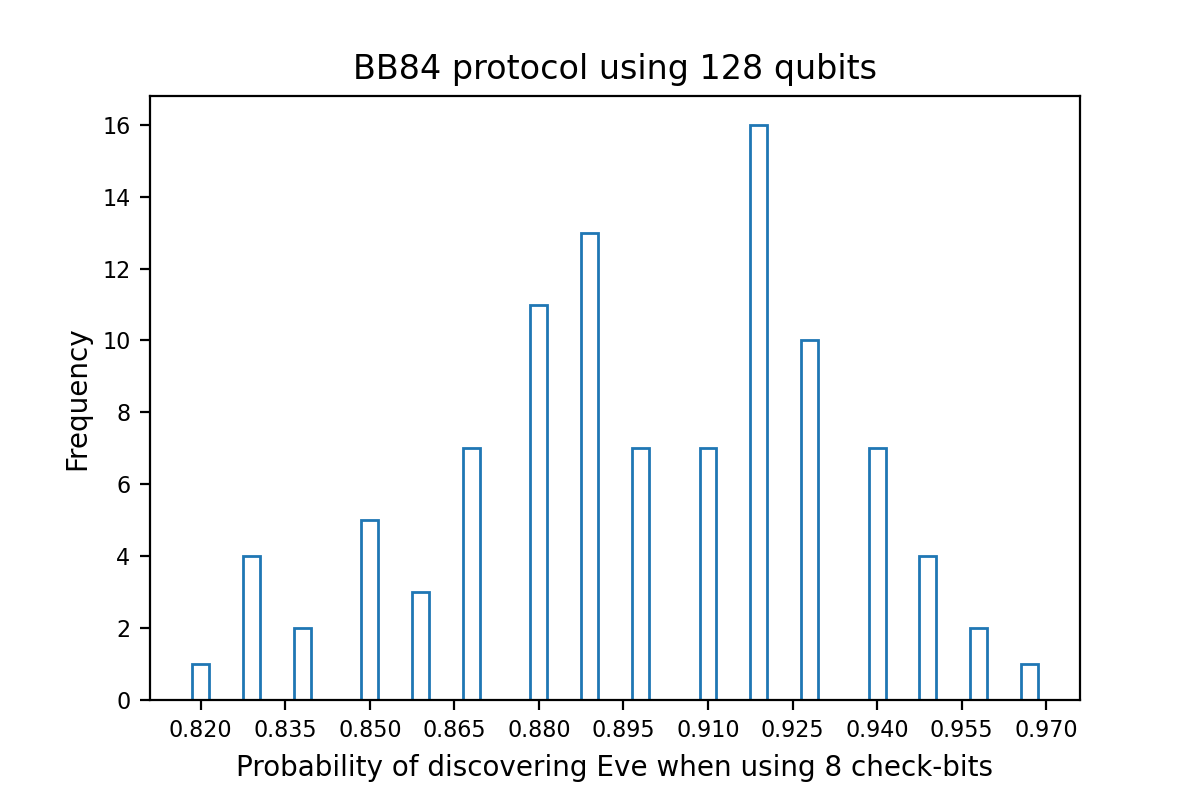 BB84 protocol using 128 qubits
16
14
12
10
8
6
4
2
0
Frequency
0.820 0.835 0.850 0.865 0.880 0.895 0.910 0.925 0.940 0.955 0.970
Probability of discovering Eve when using 8 check-bits